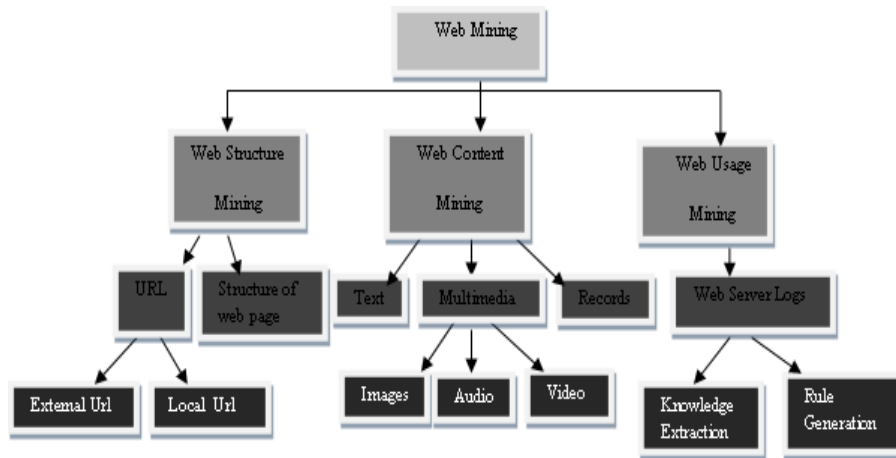 Web Mining
Web Structure
Mining
Web Content
Mining
Web Usage
Mining
URL
Structure of
web page
Text
Multimedia
Records
Web Server Logs
External Url
Local Url
Images
Audio
Video
Knowledge
Extraction
Rule
Generation